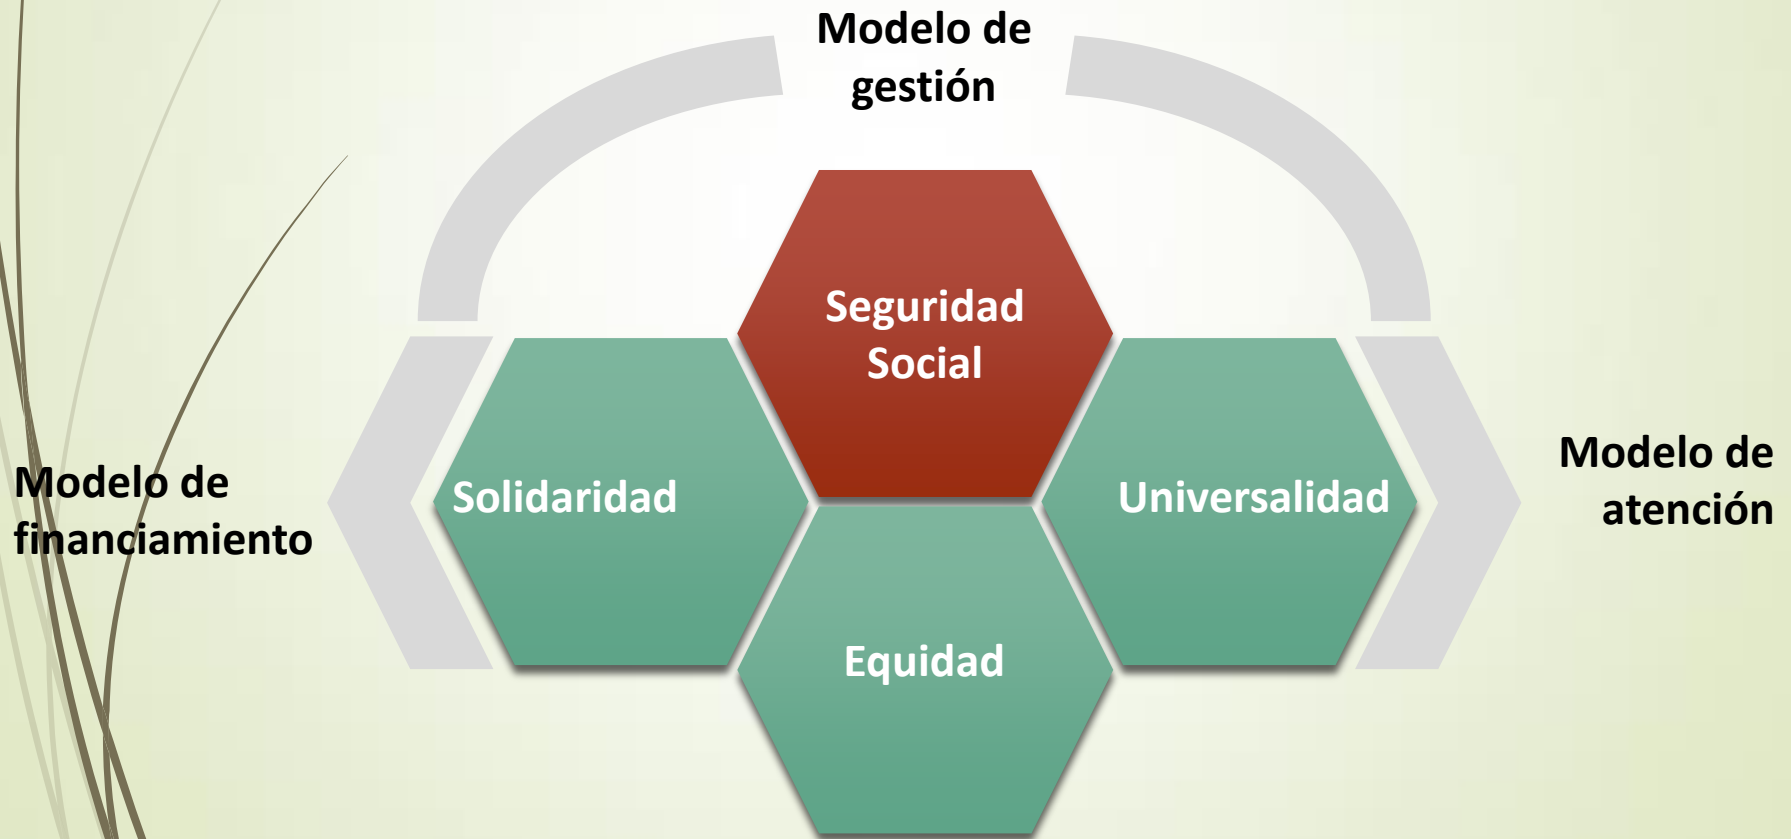 Modelo de
gestión
Seguridad
Social
Modelo de
financiamiento
Solidaridad
Universalidad
Modelo de
atención
Equidad